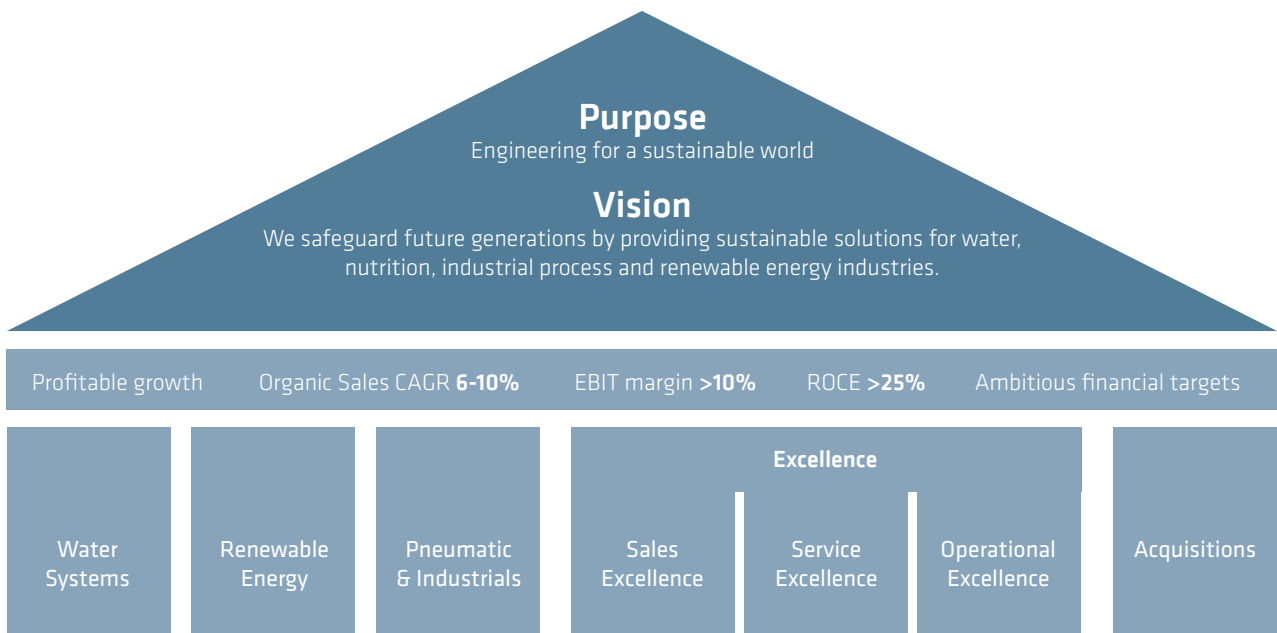 Purpose
Engineering for a sustainable world
Vision
We safeguard future generations by providing sustainable solutions for water,
nutrition, industrial process and renewable energy industries.
Profitable growth Organic Sales CAGR 6-10% EBIT margin >10% ROCE >25% Ambitious financial targets
Water
Systems
Renewable
Energy
Pneumatic
& Industrials
Excellence
Sales
Excellence
Service
Excellence
Operational
Excellence
Acquisitions